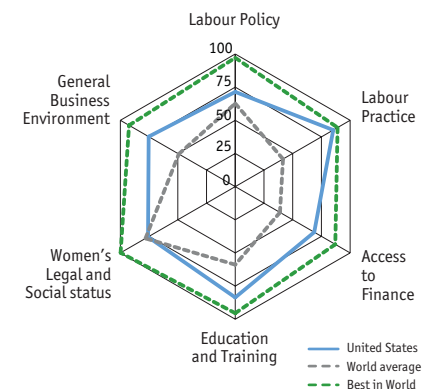 Labour Policy
100
75
50
25
0
General
Business
Environment
Labour
Practice
Women's
Legal and
Social status
Access
to
Finance
Education
and Training
United States
World average
Best in World